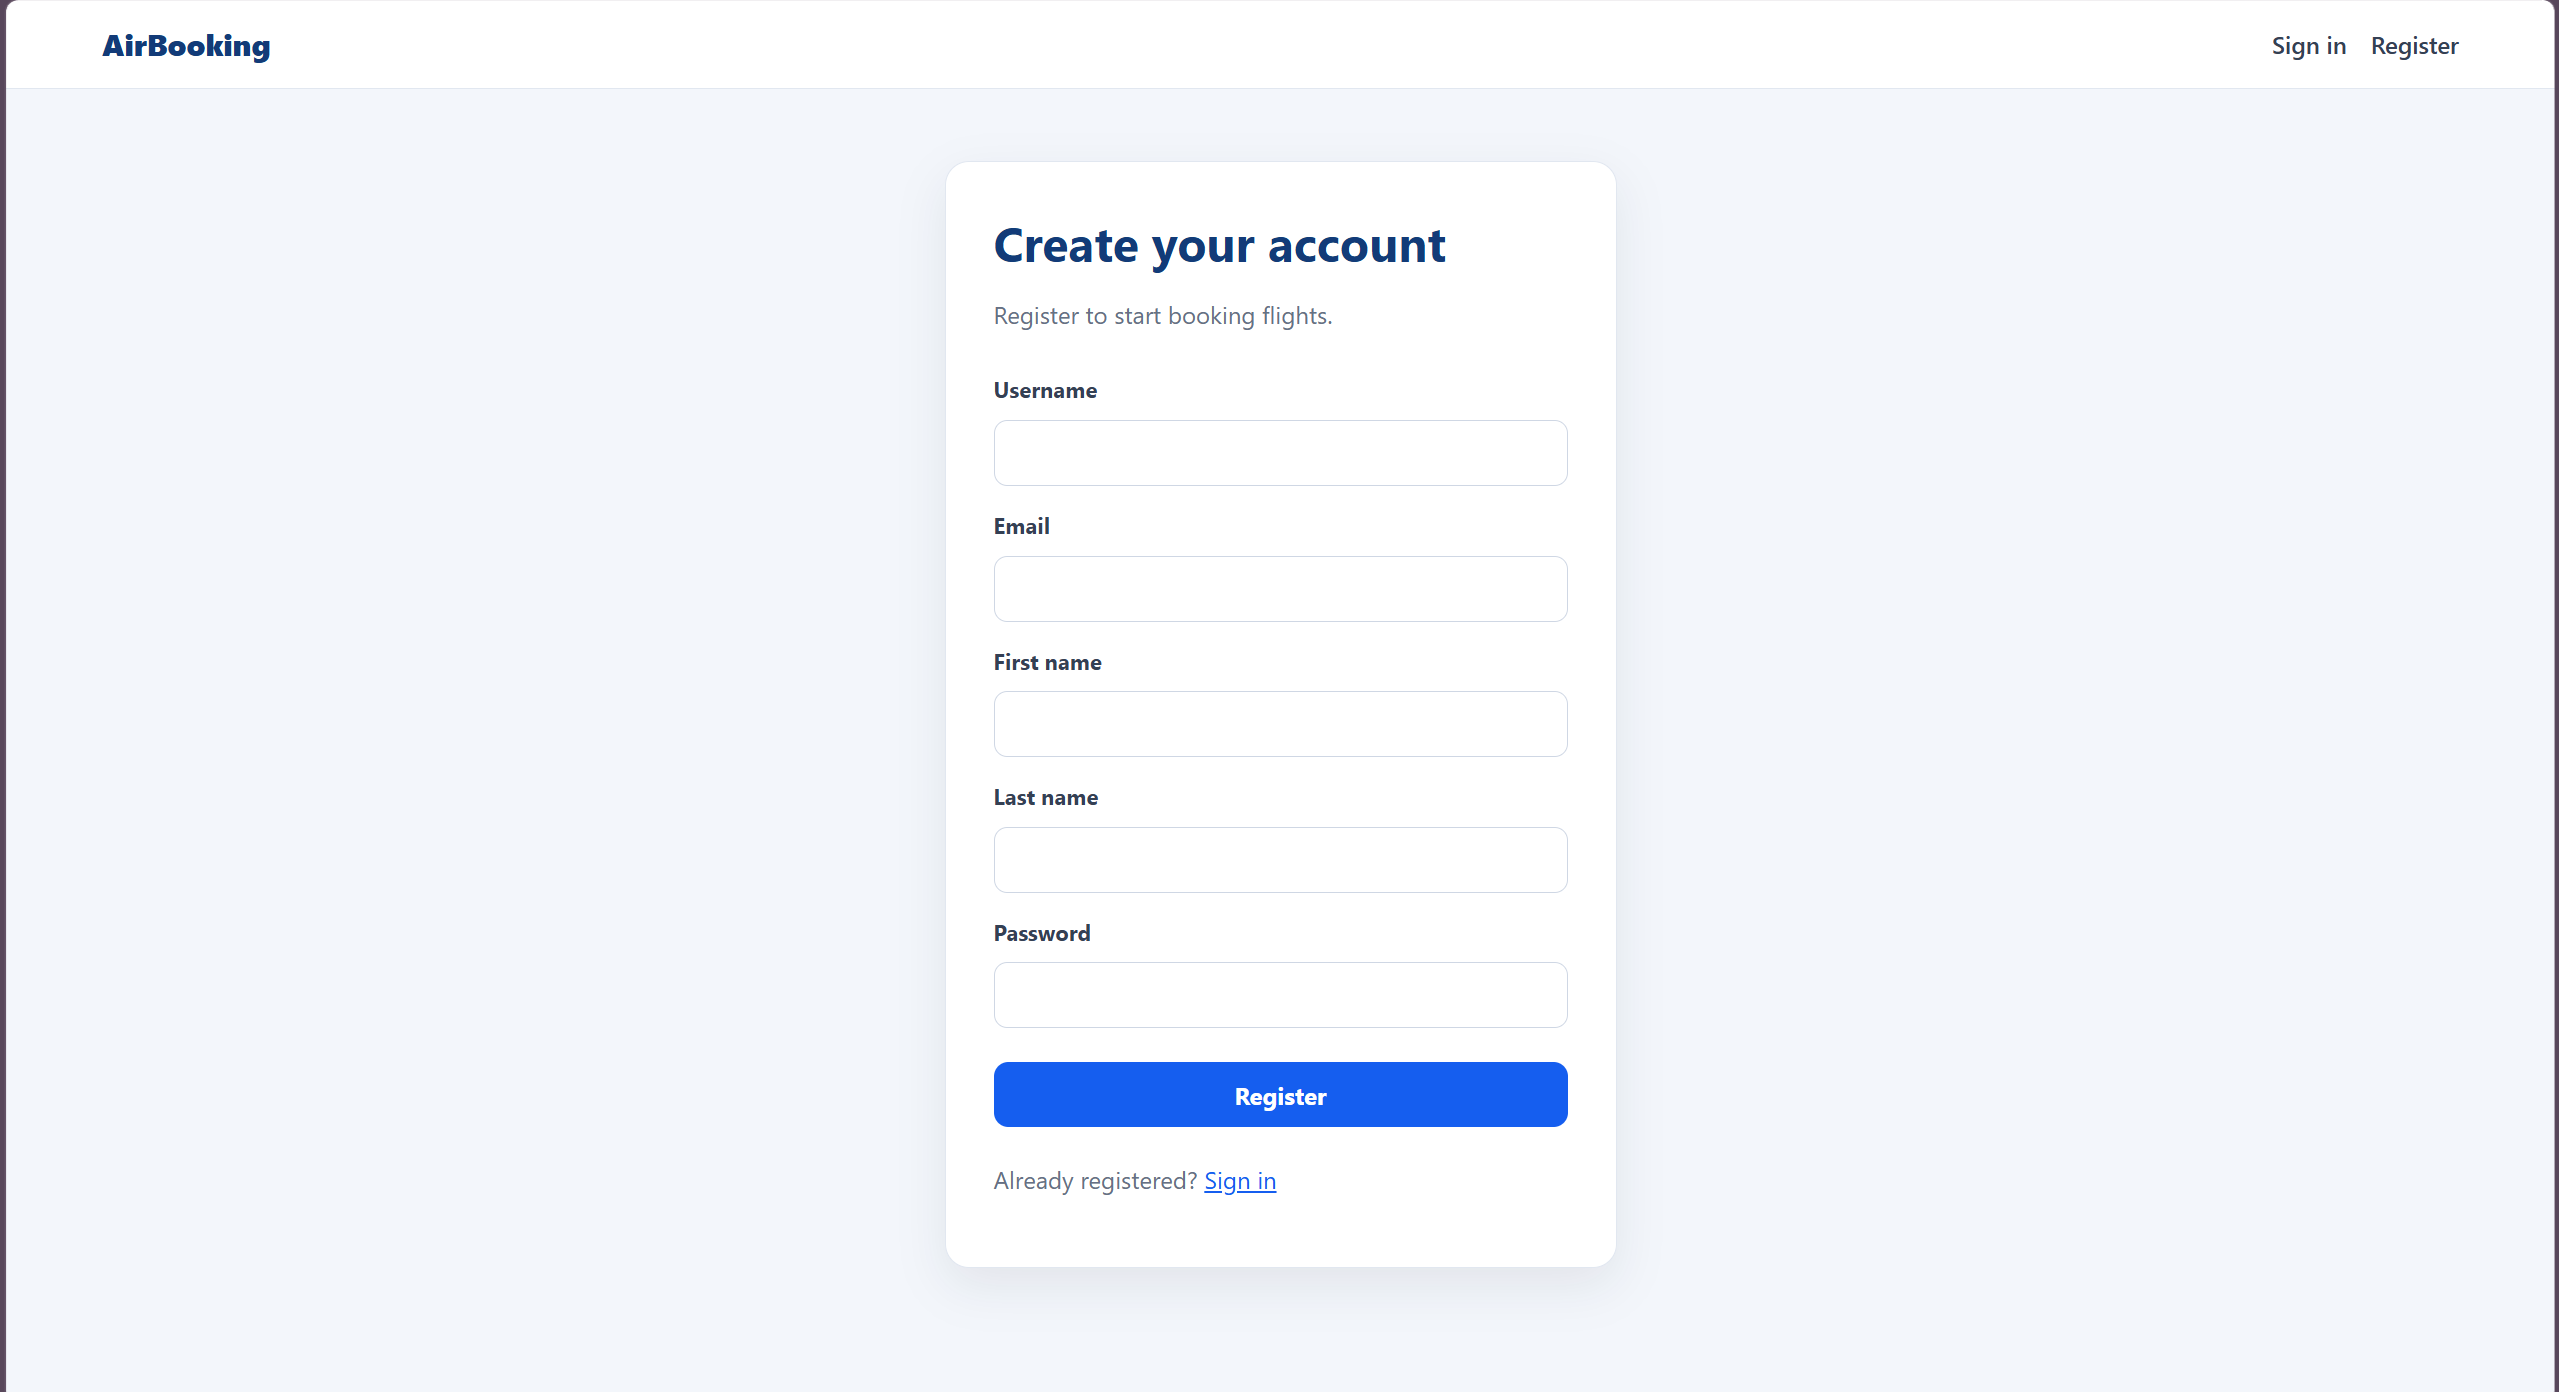 AirBooking
Sign in Register
Create your account
Register to start booking flights.
Username
Email
First name
Last name
Password
Register
Already registered? Sign in